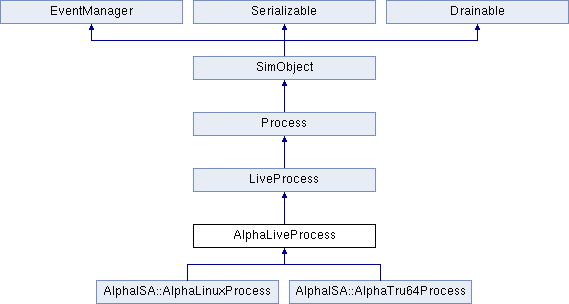 EventManager
Serializable
Drainable
SimObject
Process
LiveProcess
AlphaLiveProcess
AlphaISA::AlphaLinuxProcess
AlphaISA::AlphaTru64Process